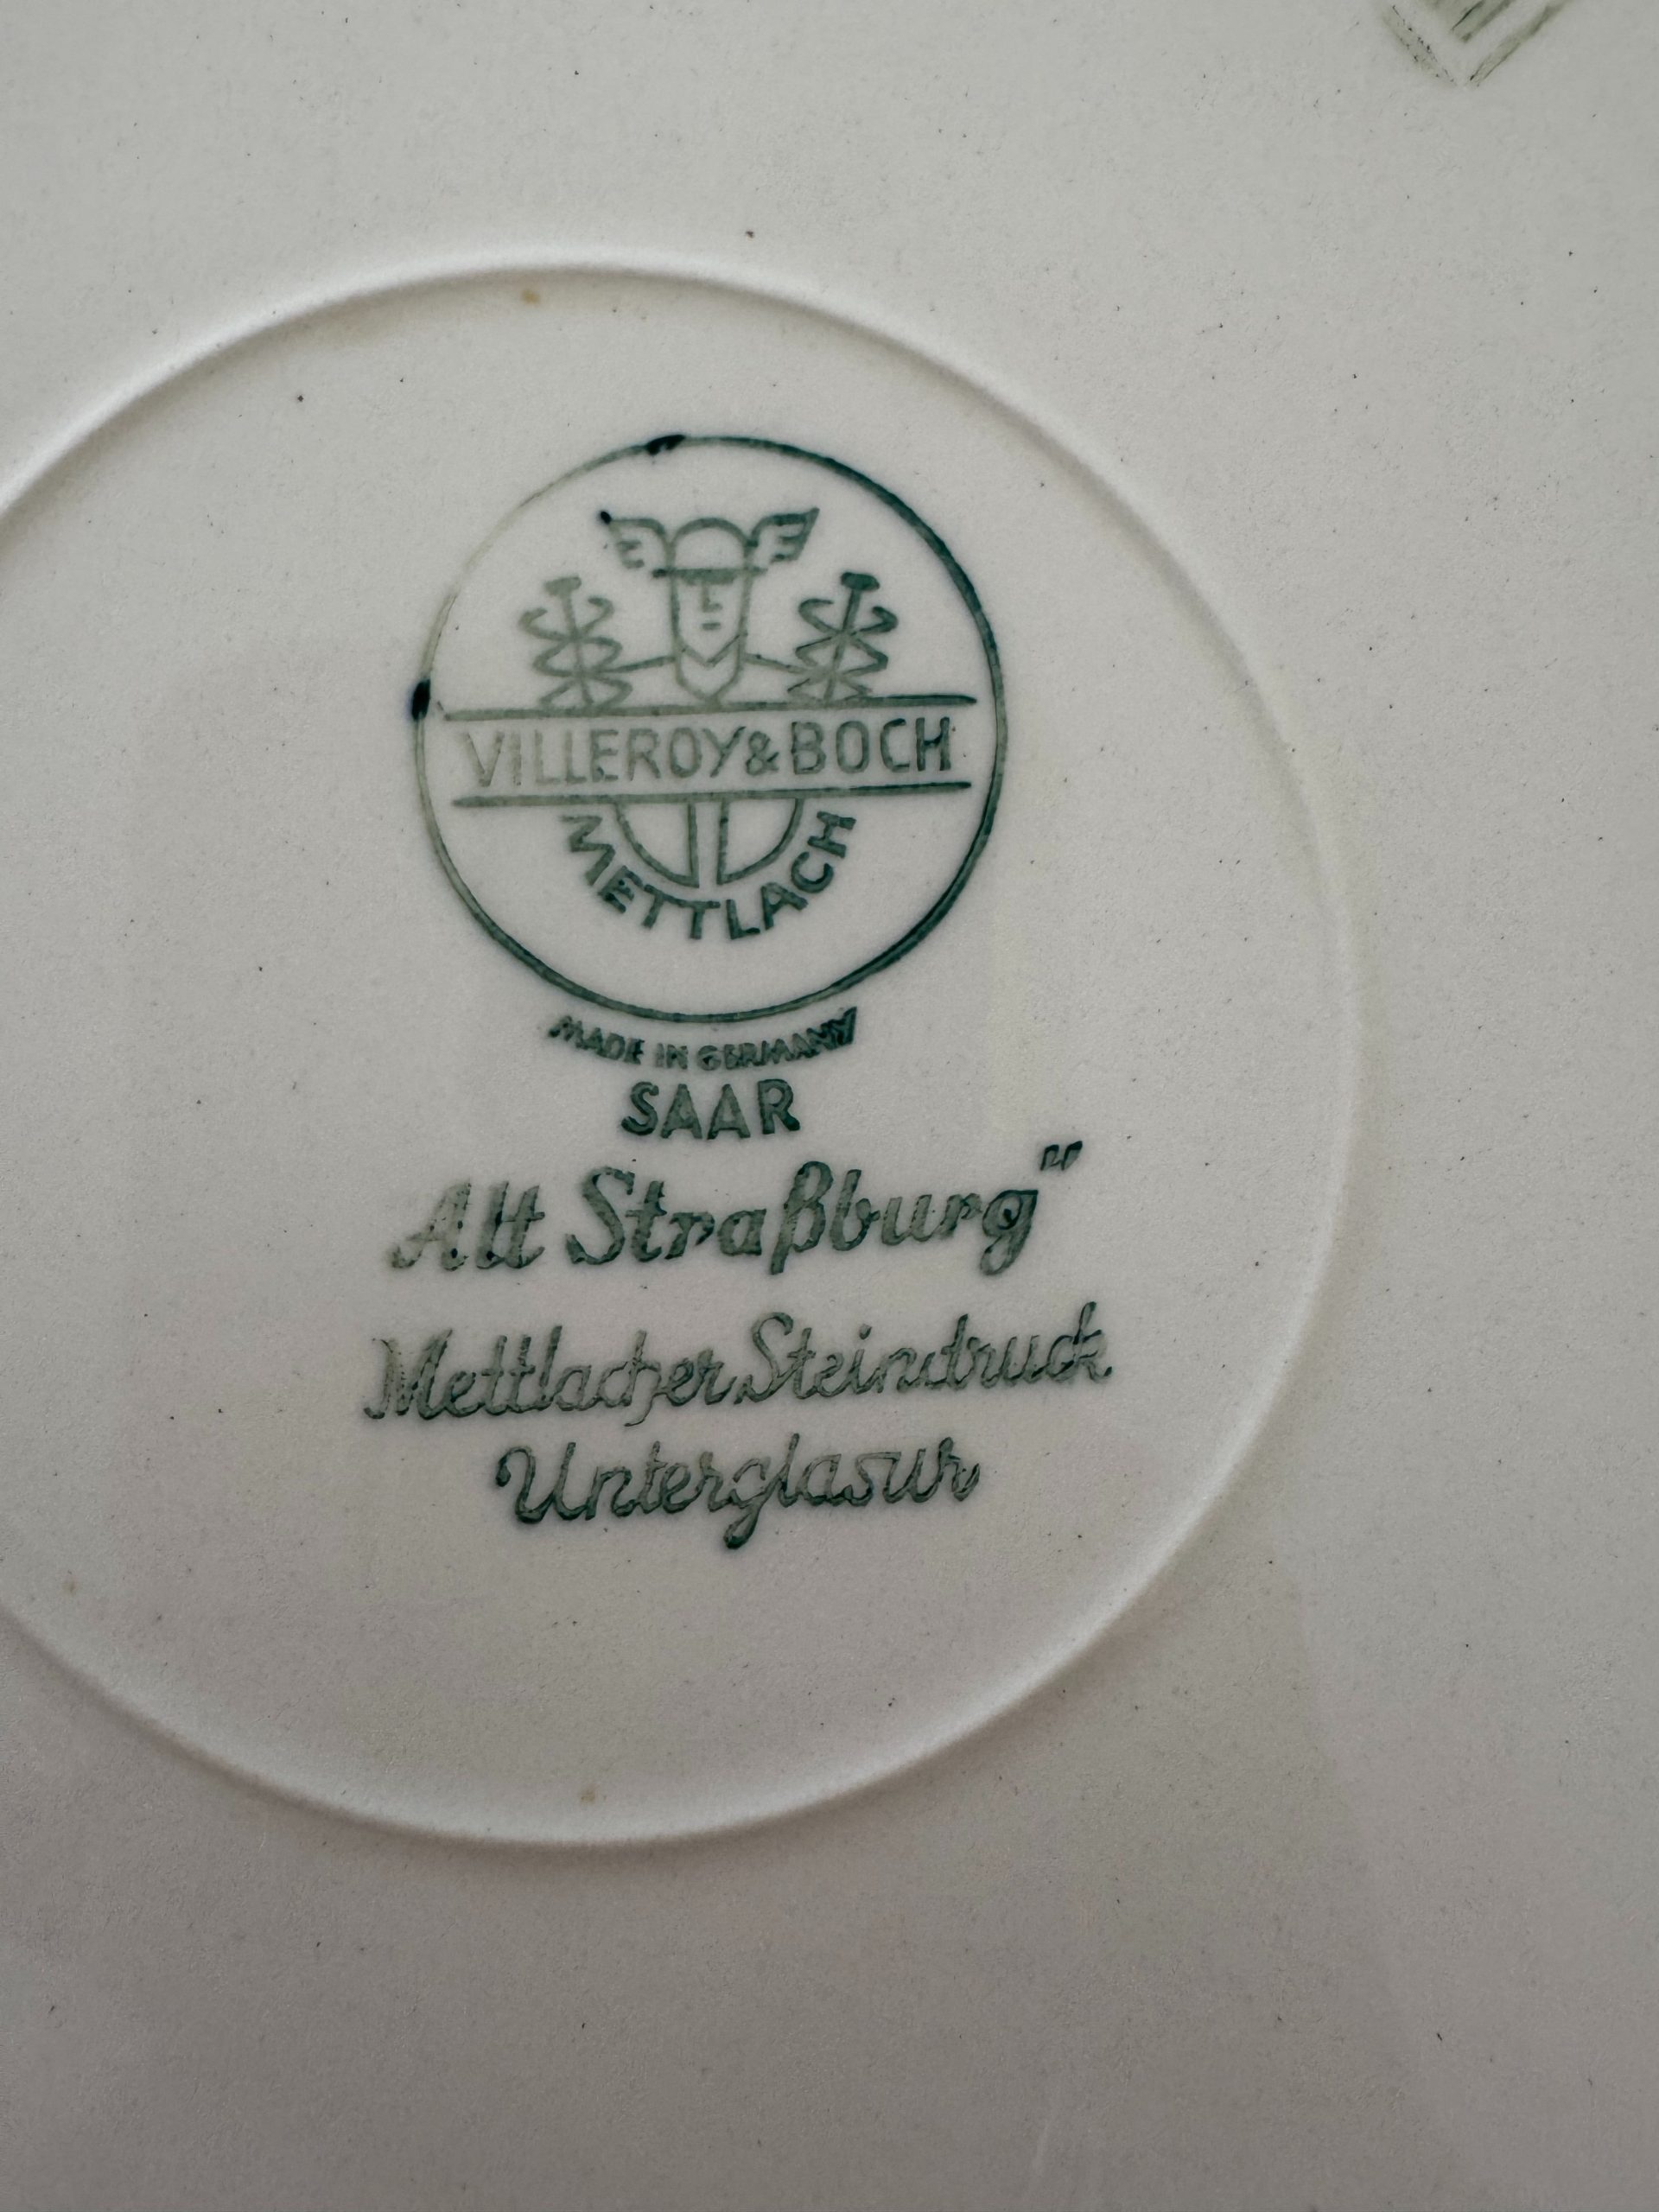 VILLEROY & BOCH
METTLACH
MADE IN GERMANY
SAAR
Alt Straßburg"
Mettlacher Steindruck
Unterglasur